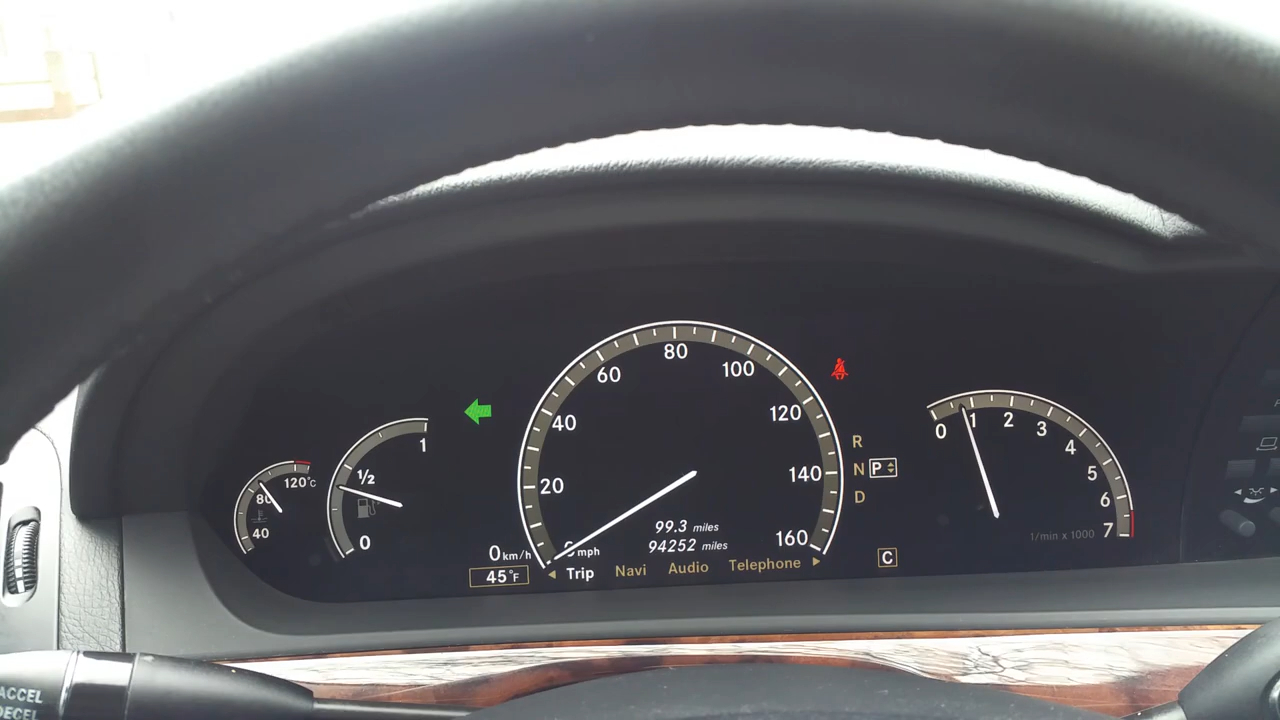 120°C
80
40
1
1/2
0
0 km/h
45°F
0 mph
20
40
60
80
100
120
140
160
99.3 miles
94252 miles
Trip Navi Audio Telephone
R
N P
D
C
0
1
2
3
4
5
6
7
1/min x 1000
ACCEL
DECEL